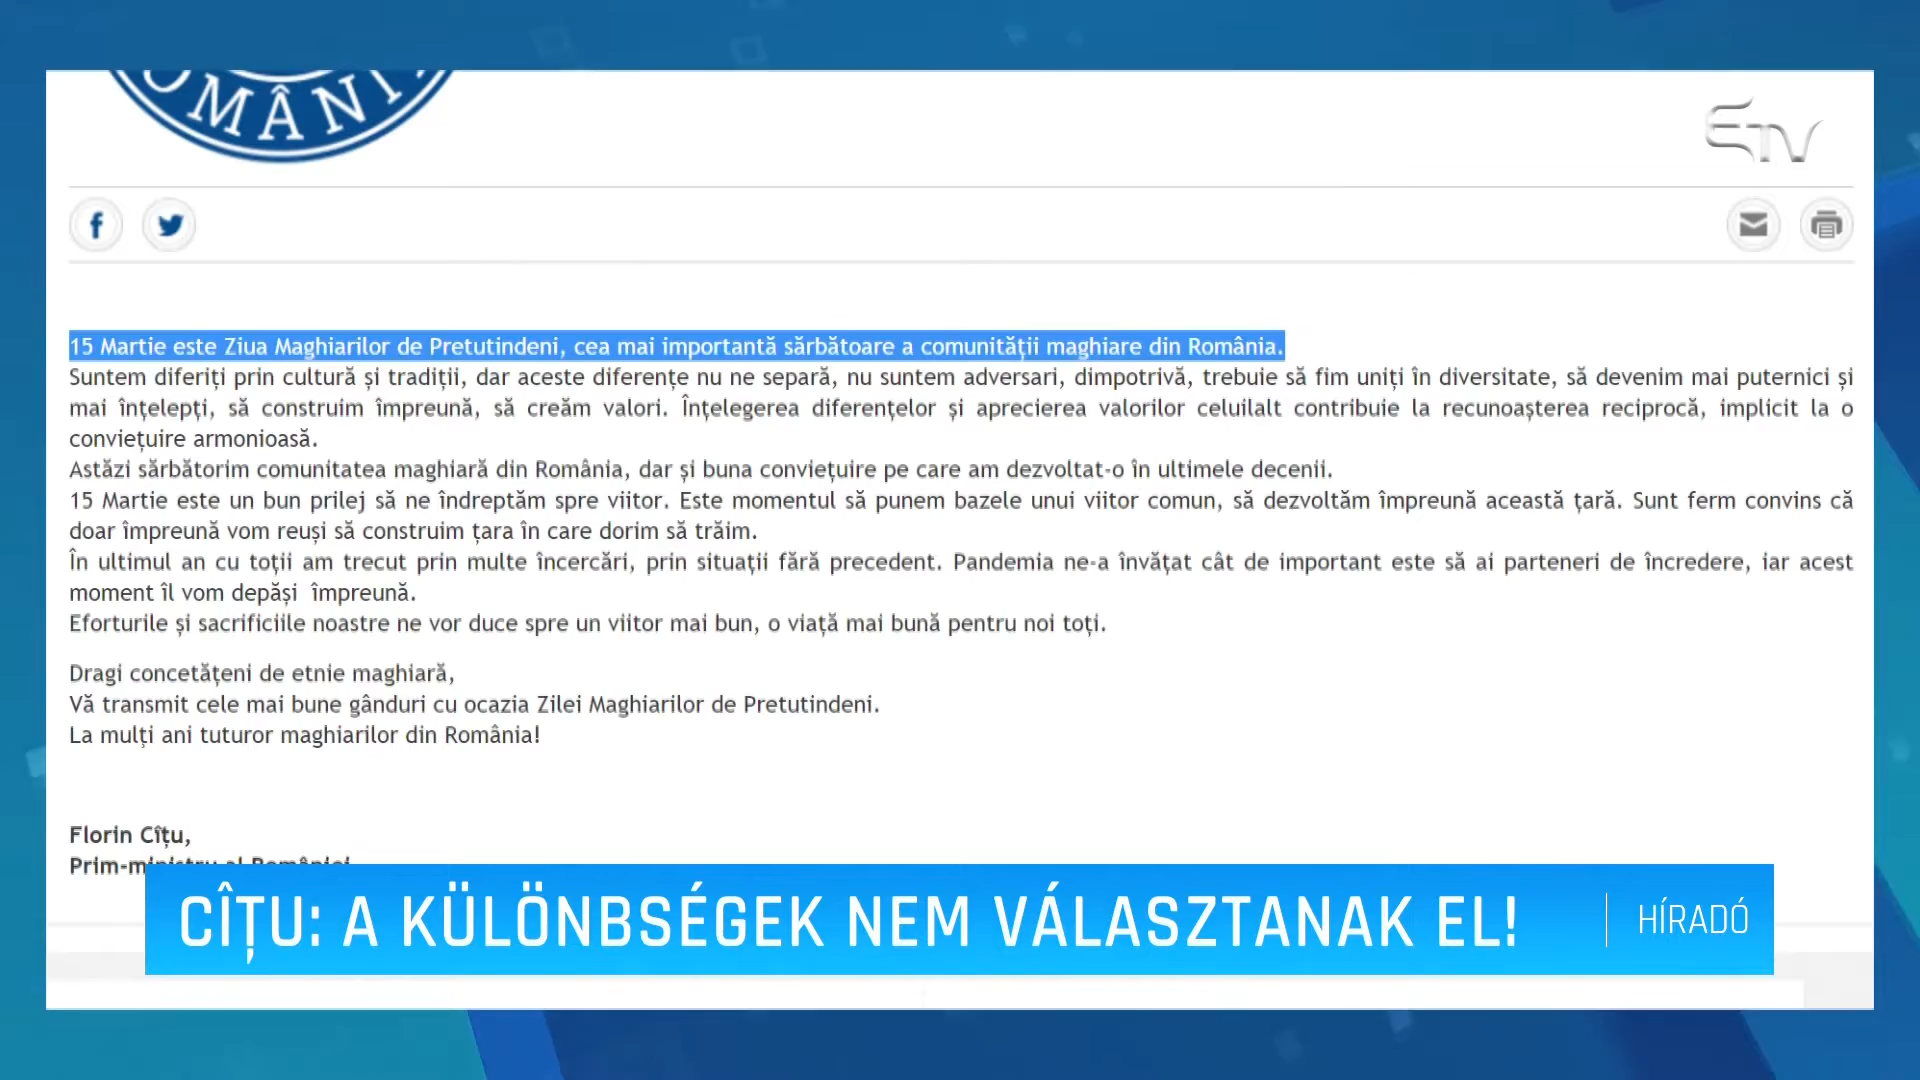 ROMÂNI
ETV
15 Martie este Ziua Maghiarilor de Pretutindeni, cea mai importantă sărbătoare a comunității maghiare din România.
Suntem diferiți prin cultură și tradiții, dar aceste diferențe nu ne separă, nu suntem adversari, dimpotrivă, trebuie să fim uniți în diversitate, să devenim mai puternici și
mai înțelepți, să construim împreună, să creăm valori. Înțelegerea diferențelor și aprecierea valorilor celuilalt contribuie la recunoașterea reciprocă, implicit la o
conviețuire armonioasă.
Astăzi sărbătorim comunitatea maghiară din România, dar și buna conviețuire pe care am dezvoltat-o în ultimele decenii.
15 Martie este un bun prilej să ne îndreptăm spre viitor. Este momentul să punem bazele unui viitor comun, să dezvoltăm împreună această țară. Sunt ferm convins că
doar împreună vom reuși să construim țara în care dorim să trăim.
În ultimul an cu toții am trecut prin multe încercări, prin situații fără precedent. Pandemia ne-a învățat cât de important este să ai parteneri de încredere, iar acest
moment îl vom depăși împreună.
Eforturile și sacrificiile noastre ne vor duce spre un viitor mai bun, o viață mai bună pentru noi toți.
Dragi concetățeni de etnie maghiară,
Vă transmit cele mai bune gânduri cu ocazia Zilei Maghiarilor de Pretutindeni.
La mulți ani tuturor maghiarilor din România!
Florin Cîțu,
Prim-ministru al României
CÎȚU: A KÜLÖNBSÉGEK NEM VÁLASZTANAK EL!
HÍRADÓ